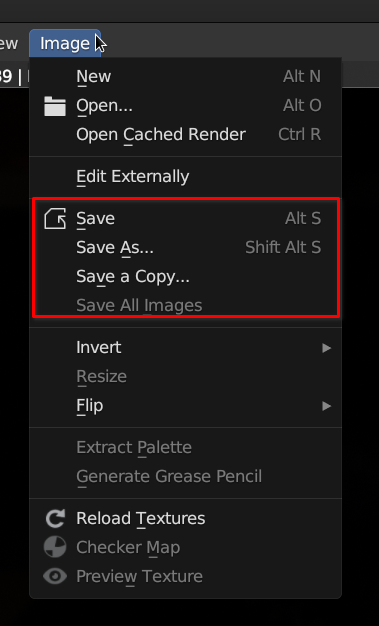 ew Image
39 |
New Alt N
Open... Alt O
Open Cached Render Ctrl R
Edit Externally
Save Alt S
Save As... Shift Alt S
Save a Copy...
Save All Images
Invert
Resize
Flip
Extract Palette
Generate Grease Pencil
Reload Textures
Checker Map
Preview Texture